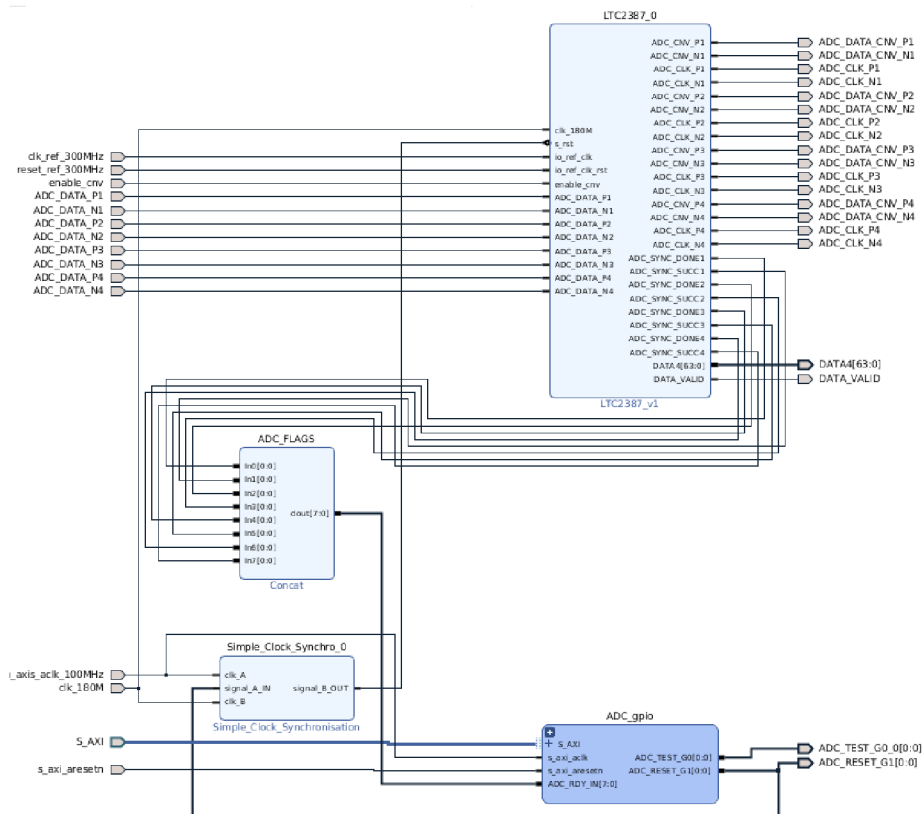 LTC2387_0
ADC_CNV_P1
ADC_CNV_N1
ADC_CLK_P1
ADC_CLK_N1
ADC_CNV_P2
ADC_CNV_N2
ADC_CLK_P2
ADC_CLK_N2
ADC_CNV_P3
ADC_CNV_N3
ADC_CLK_P3
ADC_CLK_N3
ADC_CNV_P4
ADC_CNV_N4
ADC_CLK_P4
ADC_CLK_N4
ADC_SYNC_DONE1
ADC_SYNC_SUCC1
ADC_SYNC_DONE2
ADC_SYNC_SUCC2
ADC_SYNC_DONE3
ADC_SYNC_SUCC3
ADC_SYNC_DONE4
ADC_SYNC_SUCC4
DATA4[63:0]
DATA_VALID
clk_180M
s_rst
io_ref_clk
io_ref_clk_rst
enable_cnv
ADC_DATA_P1
ADC_DATA_N1
ADC_DATA_P2
ADC_DATA_N2
ADC_DATA_P3
ADC_DATA_N3
ADC_DATA_P4
ADC_DATA_N4
LTC2387_v1
ADC_DATA_CNV_P1
ADC_DATA_CNV_N1
ADC_CLK_P1
ADC_CLK_N1
ADC_DATA_CNV_P2
ADC_DATA_CNV_N2
ADC_CLK_P2
ADC_CLK_N2
ADC_DATA_CNV_P3
ADC_DATA_CNV_N3
ADC_CLK_P3
ADC_CLK_N3
ADC_DATA_CNV_P4
ADC_DATA_CNV_N4
ADC_CLK_P4
ADC_CLK_N4
DATA4[63:0]
DATA_VALID
clk_ref_300MHz
reset_ref_300MHz
enable_cnv
ADC_DATA_P1
ADC_DATA_N1
ADC_DATA_P2
ADC_DATA_N2
ADC_DATA_P3
ADC_DATA_N3
ADC_DATA_P4
ADC_DATA_N4
ADC_FLAGS
In0[0:0]
In1[0:0]
In2[0:0]
In3[0:0]
In4[0:0]
In5[0:0]
In6[0:0]
In7[0:0]
dout[7:0]
Concat
_axis_aclk_100MHz
clk_180M
S_AXI
s_axi_aresetn
Simple_Clock_Synchro_0
clk_A
signal_A_IN
clk_B
signal_B_OUT
Simple_Clock_Synchronisation
ADC_gpio
S_AXI
s_axi_aclk
s_axi_aresetn
ADC_RDY_IN[7:0]
ADC_TEST_G0[0:0]
ADC_RESET_G1[0:0]
ADC_TEST_G0_0[0:0]
ADC_RESET_G1[0:0]